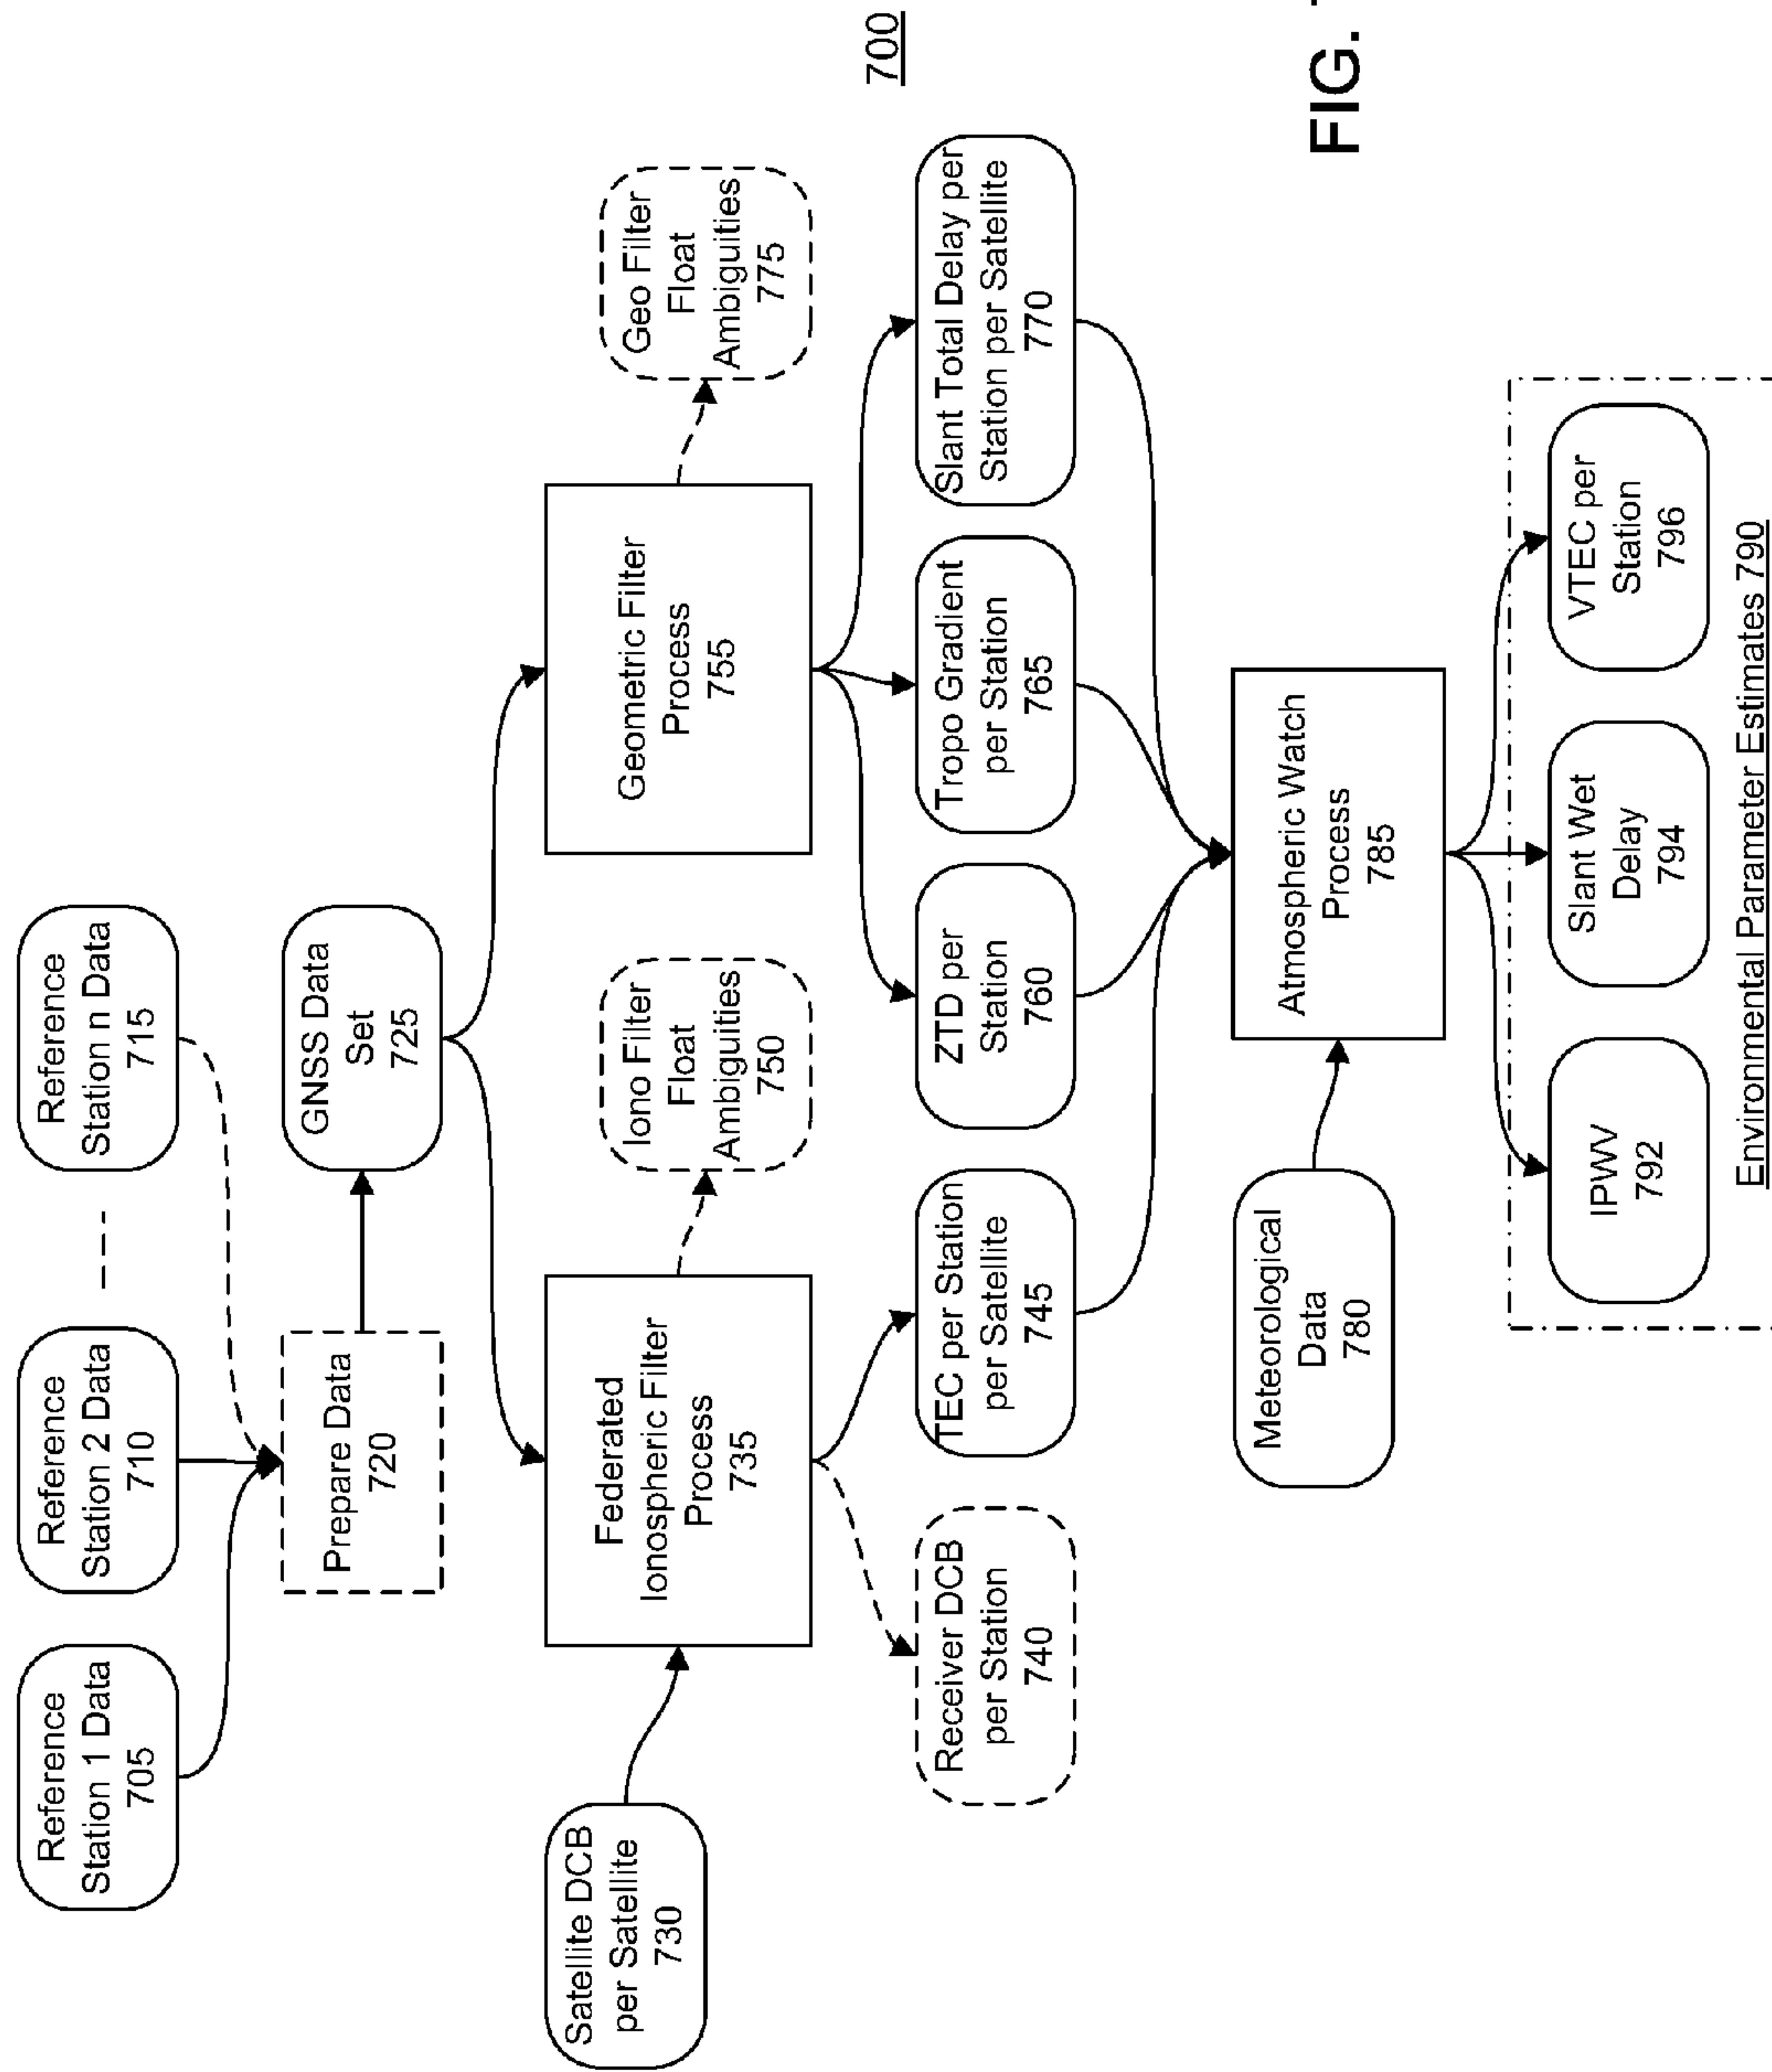 Reference
Station 1 Data
705
Reference
Station 2 Data
710
Reference
Station n Data
715
Prepare Data
720
GNSS Data
Set
725
Satellite DCB
per Satellite
730
Federated
Ionospheric Filter
Process
735
Iono Filter
Float
Ambiguities
750
Geometric Filter
Process
755
Geo Filter
Float
Ambiguities
775
Receiver DCB
per Station
740
TEC per Station
per Satellite
745
ZTD per
Station
760
Tropo Gradient
per Station
765
Slant Total Delay per
Station per Satellite
770
700
Meteorological
Data
780
Atmospheric Watch
Process
785
IPWV
792
Slant Wet
Delay
794
VTEC per
Station
796
Environmental Parameter Estimates 790
FIG.